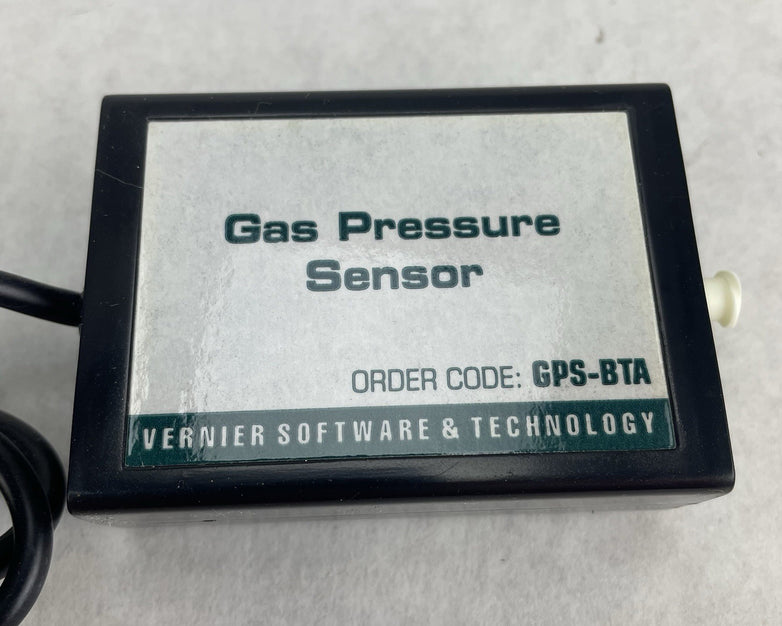 Gas Pressure
Sensor
ORDER CODE: GPS-BTA
VERNIER SOFTWARE & TECHNOLOGY